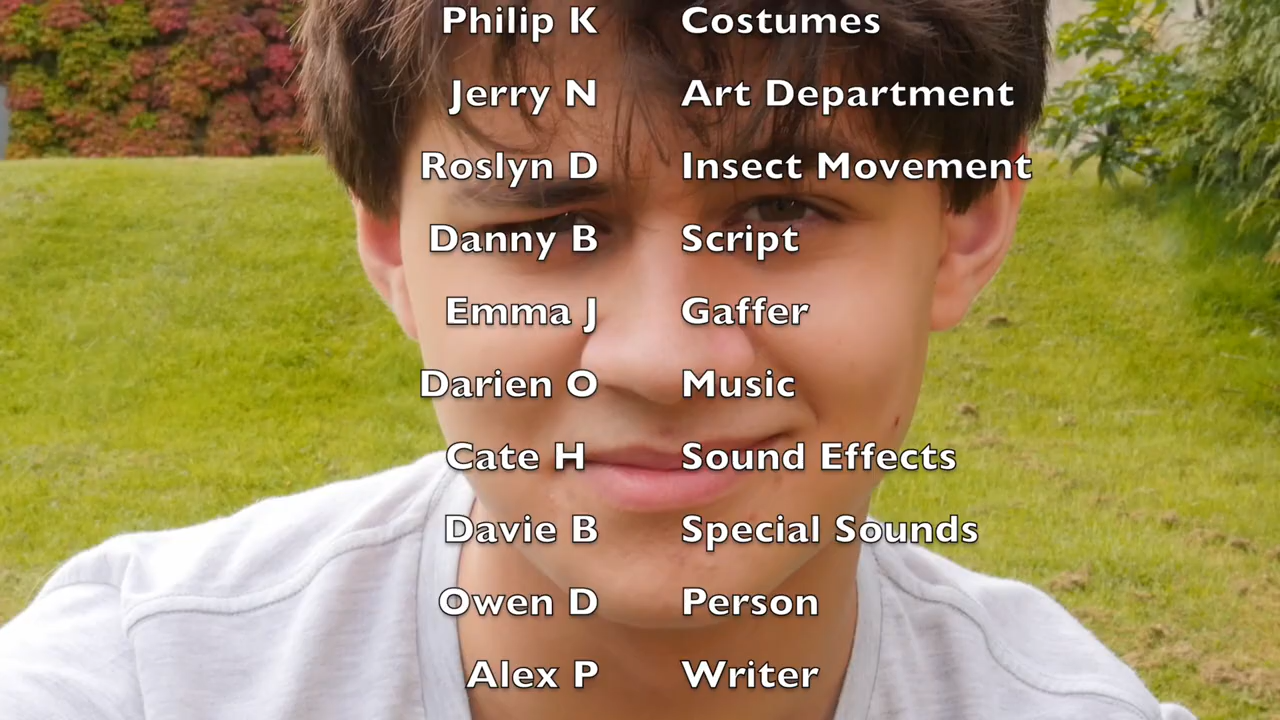 Philip K Costumes
Jerry N Art Department
Roslyn D Insect Movement
Danny B Script
Emma J Gaffer
Darien O Music
Cate H Sound Effects
Davie B Special Sounds
Owen D Person
Alex P Writer